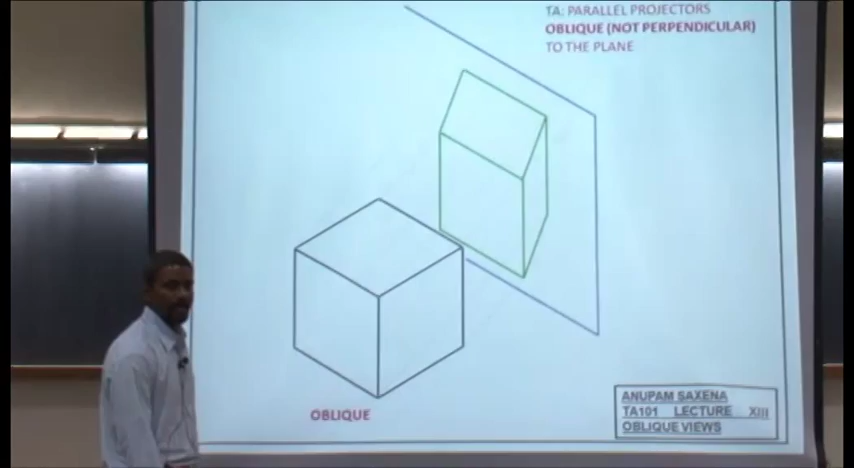 TA: PARALLEL PROJECTORS
OBLIQUE (NOT PERPENDICULAR)
TO THE PLANE
OBLIQUE
ANUPAM SAXENA
TA101 LECTURE XIII
OBLIQUE VIEWS